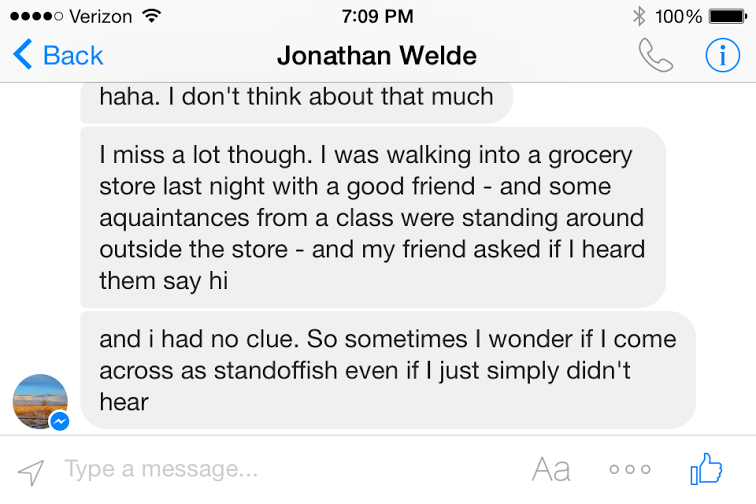 Verizon 7:09 PM 100%
Back Jonathan Welde
haha. I don't think about that much
I miss a lot though. I was walking into a grocery
store last night with a good friend - and some
aquaintances from a class were standing around
outside the store - and my friend asked if I heard
them say hi
and i had no clue. So sometimes I wonder if I come
across as standoffish even if I just simply didn't
hear
Type a message... Aa